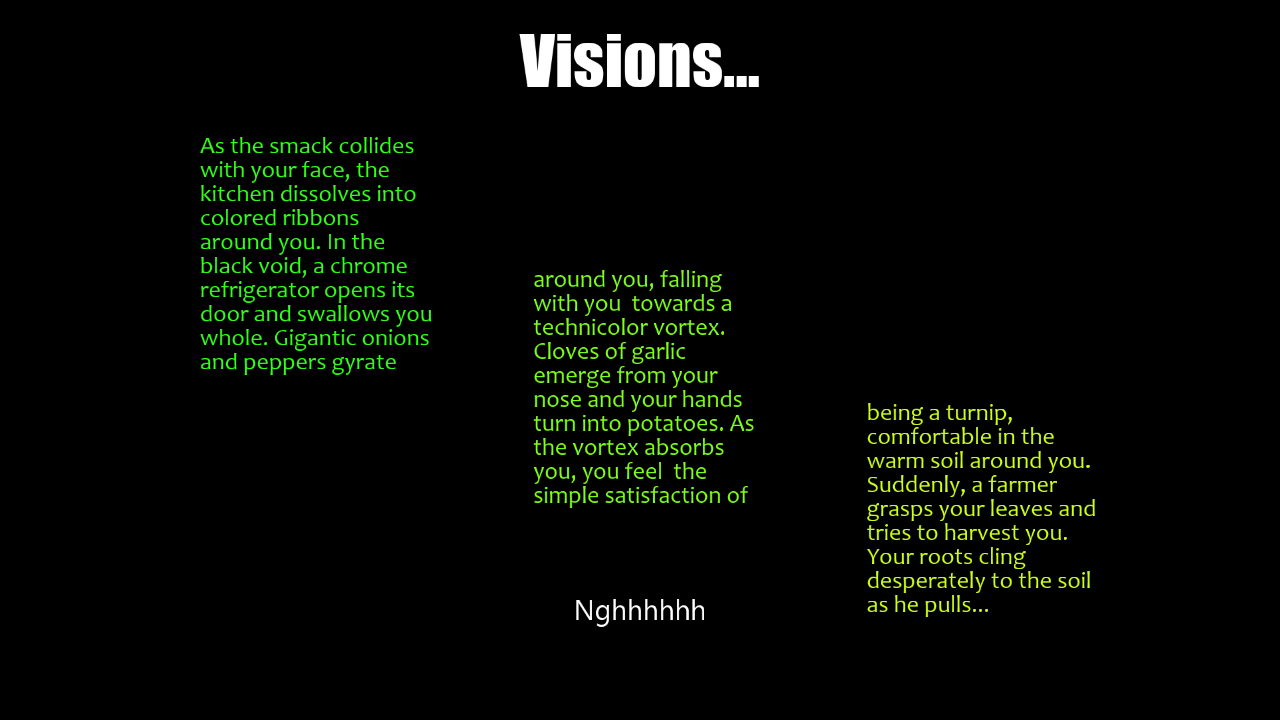 Visions...
As the smack collides
with your face, the
kitchen dissolves into
colored ribbons
around you. In the
black void, a chrome
refrigerator opens its
door and swallows you
whole. Gigantic onions
and peppers gyrate
around you, falling
with you  towards a
technicolor vortex.
Cloves of garlic
emerge from your
nose and your hands
turn into potatoes. As
the vortex absorbs
you, you feel  the
simple satisfaction of
being a turnip,
comfortable in the
warm soil around you.
Suddenly, a farmer
grasps your leaves and
tries to harvest you.
Your roots cling
desperately to the soil
as he pulls...
Nghhhhhh